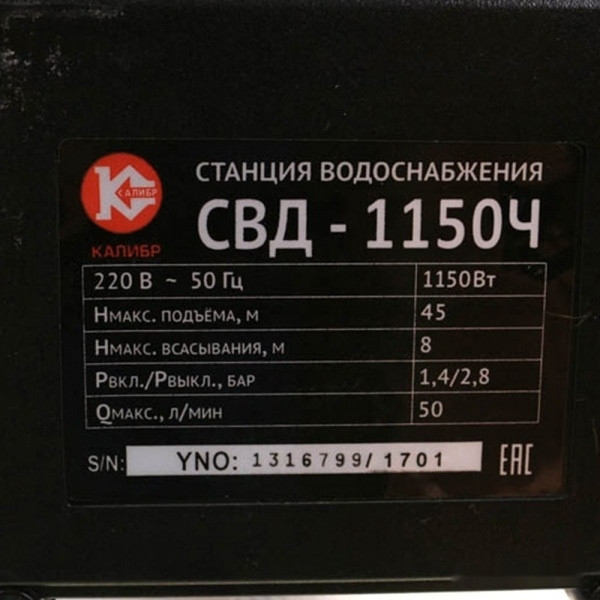 КАЛИБР
КАЛИБР
СТАНЦИЯ ВОДОСНАБЖЕНИЯ
СВД - 1150Ч
220 В ~ 50 Гц 1150Вт
Нмакс. подъёма, м 45
Нмакс. всасывания, м 8
Рвкл./Рвыкл., бар 1,4/2,8
Qмакс., л/мин 50
S/N: YNO: 1316799/1701 EAC